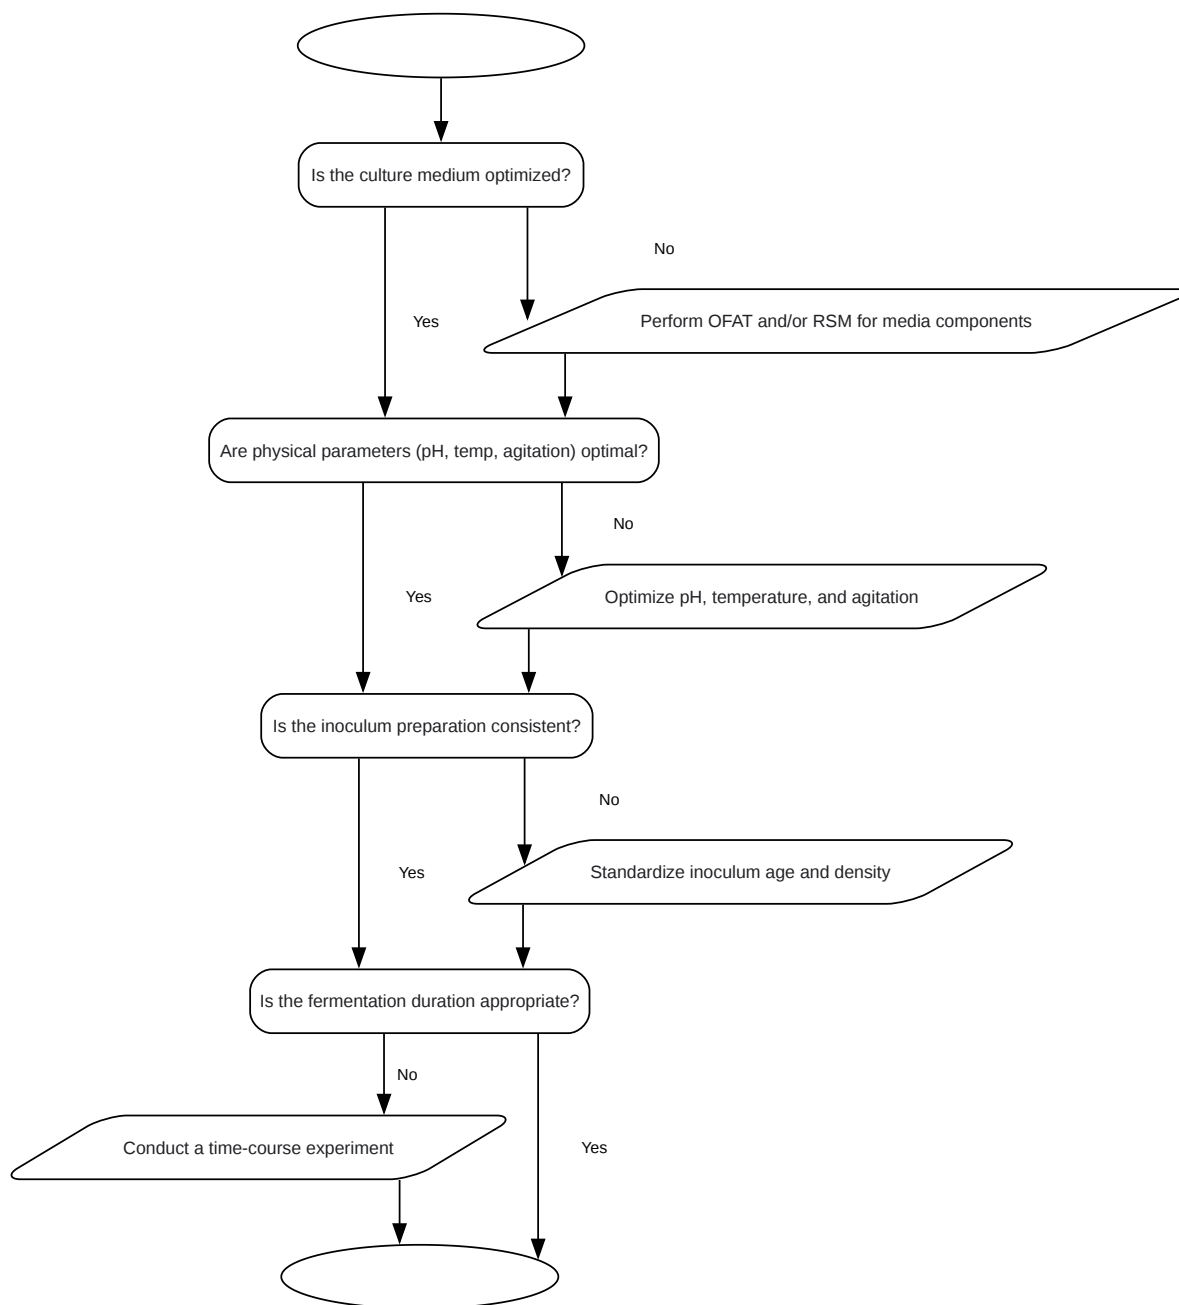 Is the culture medium optimized?
No
Perform OFAT and/or RSM for media components
Yes
Are physical parameters (pH, temp, agitation) optimal?
No
Yes
Optimize pH, temperature, and agitation
Is the inoculum preparation consistent?
No
Yes
Standardize inoculum age and density
Is the fermentation duration appropriate?
No
Conduct a time-course experiment
Yes